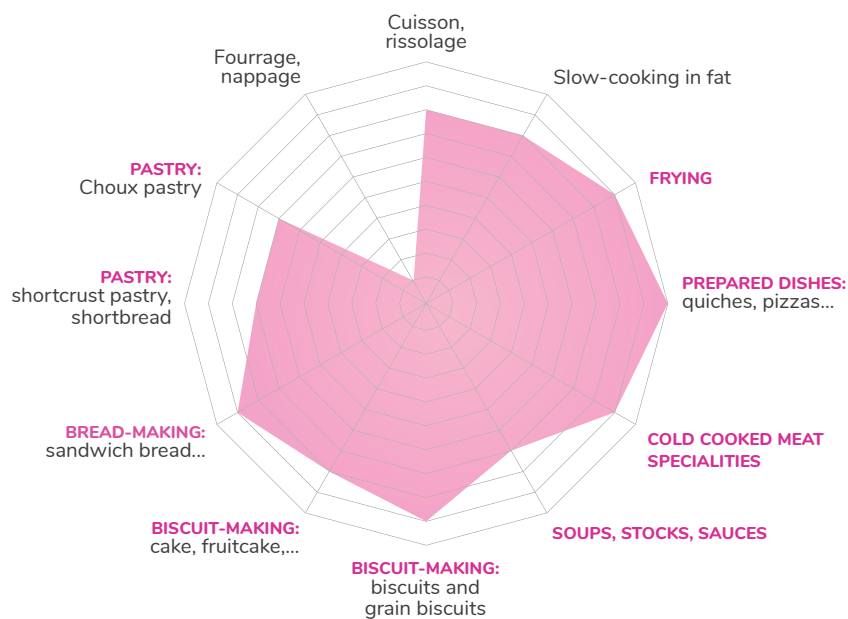 Cuisson,
rissolage
Slow-cooking in fat
FRYING
PREPARED DISHES:
quiches, pizzas...
COLD COOKED MEAT
SPECIALITIES
SOUPS, STOCKS, SAUCES
BISCUIT-MAKING:
biscuits and
grain biscuits
BISCUIT-MAKING:
cake, fruitcake,...
BREAD-MAKING:
sandwich bread...
PASTRY:
shortcrust pastry,
shortbread
PASTRY:
Choux pastry
Fourrage,
nappage